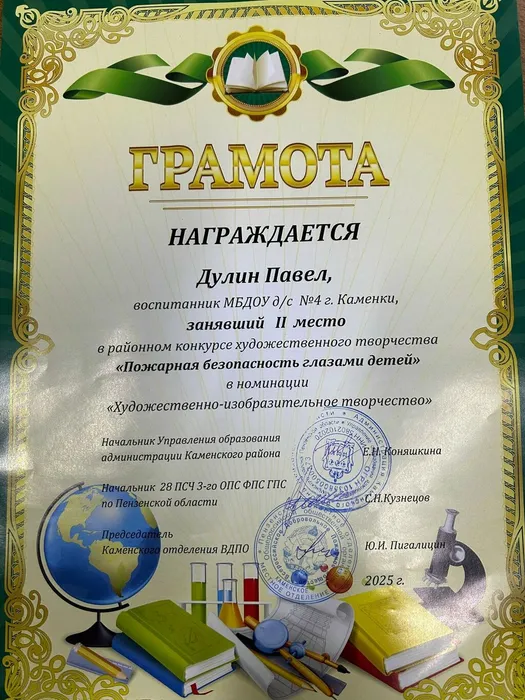 ГРАМОТА
НАГРАЖДАЕТСЯ
Дулин Павел,
воспитанник МБДОУ д/с №4 г. Каменки,
занявший II место
в районном конкурсе художественного творчества
«Пожарная безопасность глазами детей»
в номинации
«Художественно-изобразительное творчество»
Начальник Управления образования
администрации Каменского района Е.Н. Коняшкина
Начальник 28 ПСЧ 3-го ОПС ФПС ГПС
по Пензенской области С.Н.Кузнецов
Председатель
Каменского отделения ВДПО Ю.И. Пигалицин
2025 г.